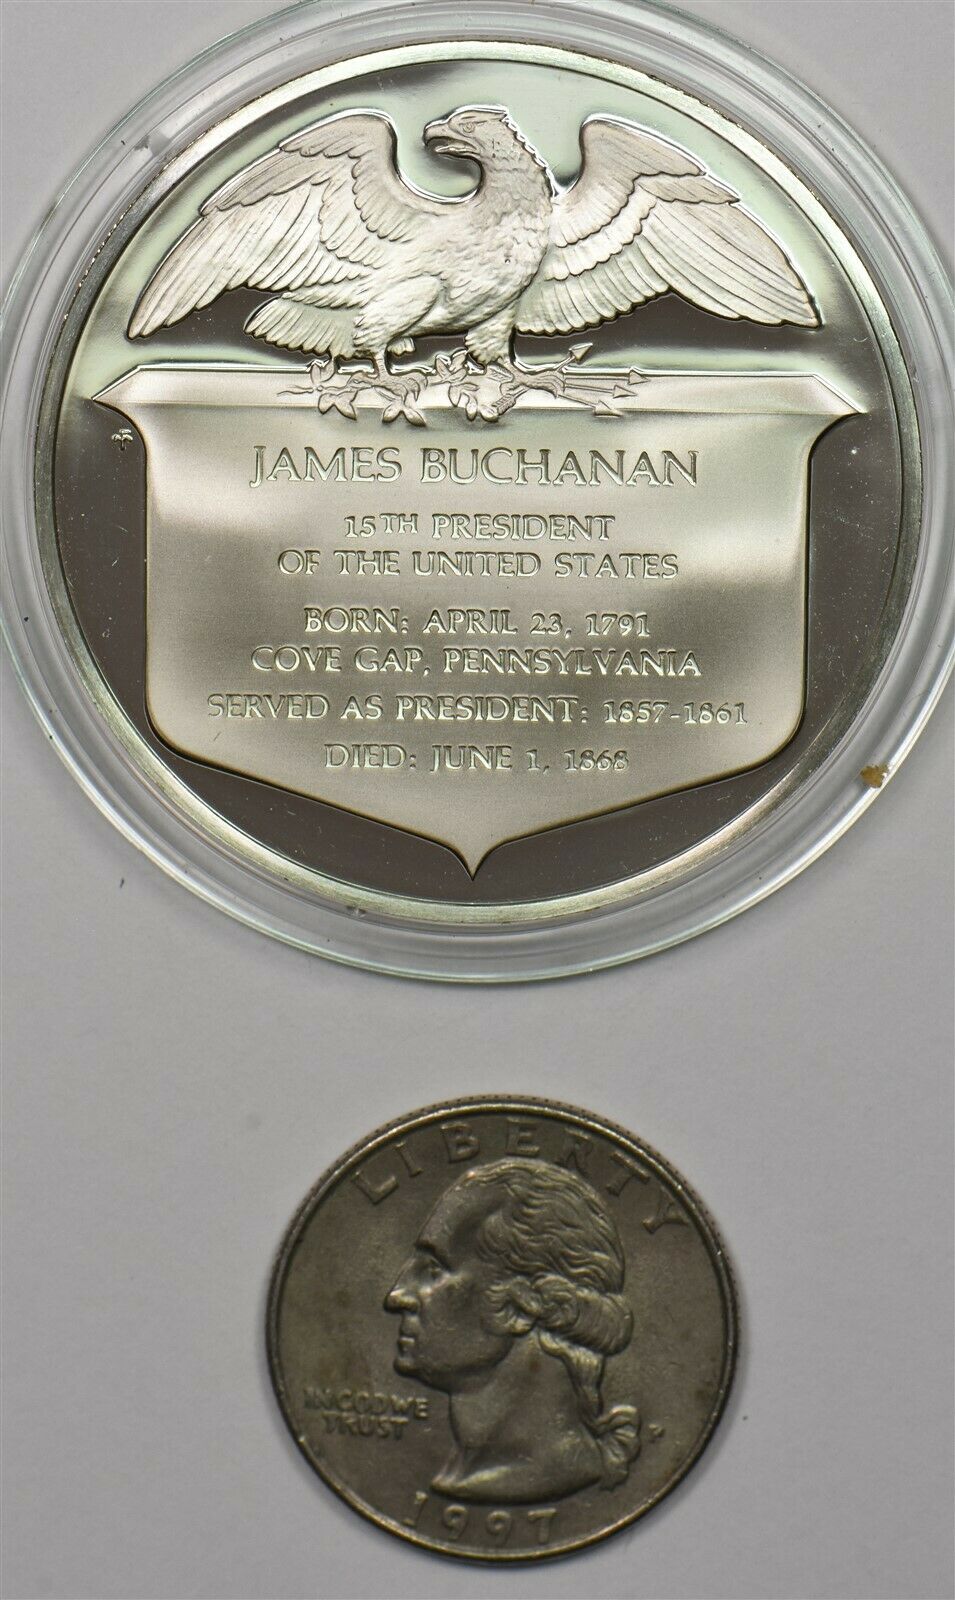 JAMES BUCHANAN
15TH PRESIDENT
OF THE UNITED STATES
BORN: APRIL 23, 1791
COVE GAP, PENNSYLVANIA
SERVED AS PRESIDENT: 1857-1861
DIED: JUNE 1, 1868
LIBERTY
IN GOD WE
TRUST
P
1997